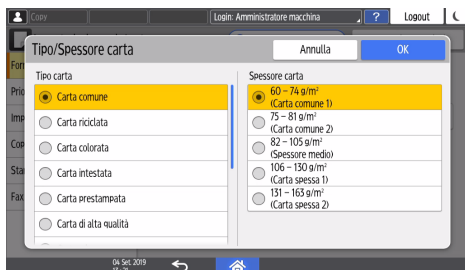 Copy
Login: Amministratore macchina
?
Logout
Tipo/Spessore carta
Annulla
OK
Tipo carta
Carta comune
Carta riciclata
Carta colorata
Carta intestata
Carta prestampata
Carta di alta qualità
Spessore carta
60 – 74 g/m²
(Carta comune 1)
75 – 81 g/m²
(Carta comune 2)
82 – 105 g/m²
(Spessore medio)
106 – 130 g/m²
(Carta spessa 1)
131 – 163 g/m²
(Carta spessa 2)
Prio
Cop
Fax
04 Set. 2019